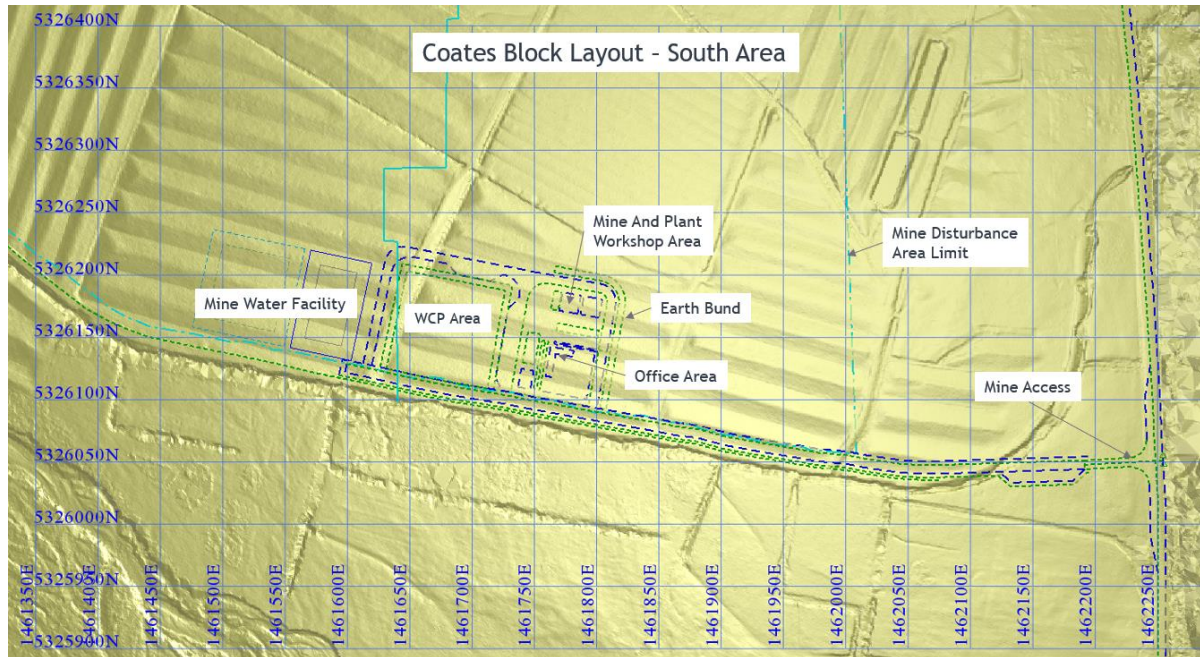 Coates Block Layout - South Area
5326400N
5326350N
5326300N
5326250N
5326200N
5326150N
5326100N
5326050N
5326000N
5325950N
5325900N
Mine And Plant
Workshop Area
Mine Disturbance
Area Limit
Mine Water Facility
WCP Area
Earth Bund
Office Area
Mine Access
1461350E
1461400E
1461450E
1461500E
1461550E
1461600E
1461650E
1461700E
1461750E
1461800E
1461850E
1461900E
1461950E
1462000E
1462050E
1462100E
1462150E
1462200E
1462250E